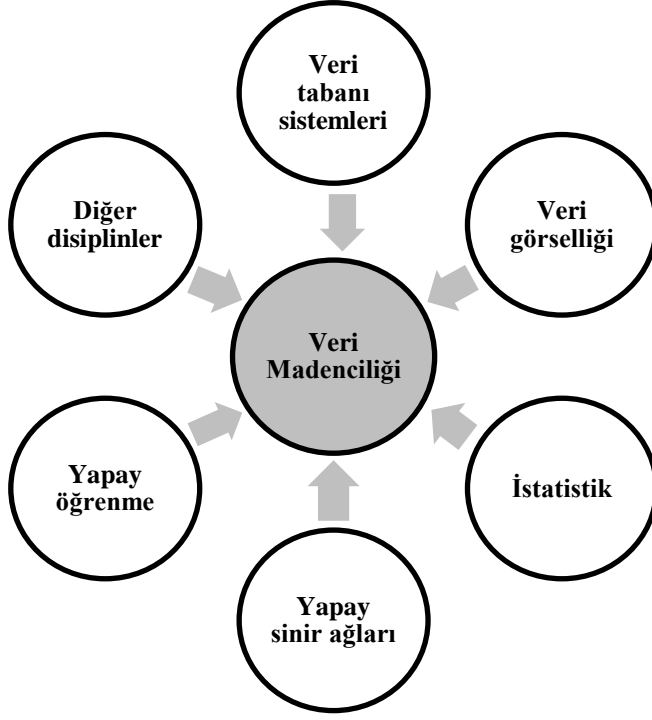 Veri
tabanı
sistemleri
Diğer
disiplinler
Veri
görselliği
Veri
Madenciliği
Yapay
öğrenme
İstatistik
Yapay
sinir ağları